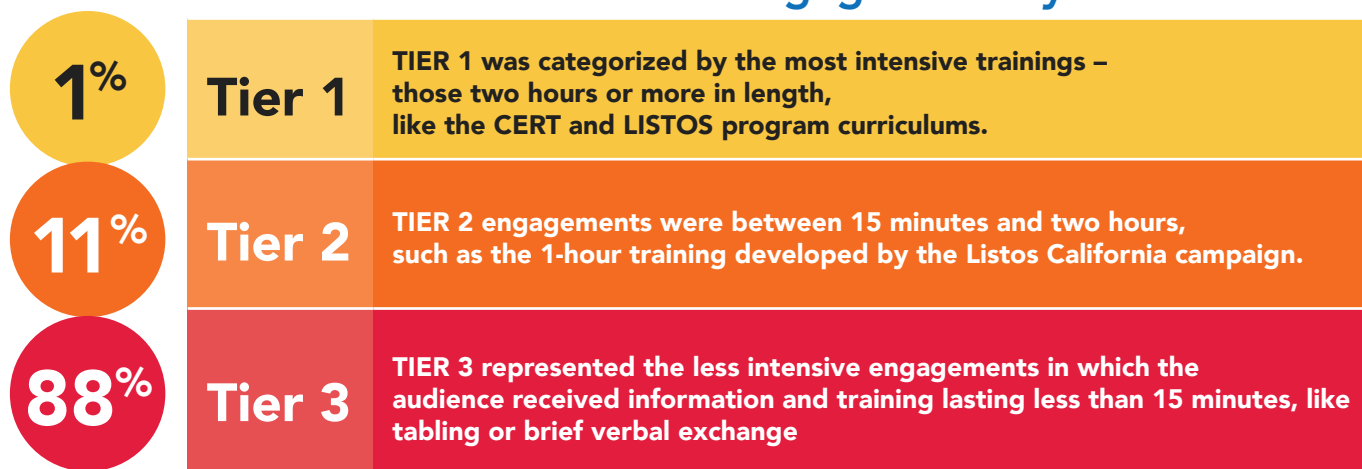 1%
Tier 1
TIER 1 was categorized by the most intensive trainings –
those two hours or more in length,
like the CERT and LISTOS program curriculums.
11%
Tier 2
TIER 2 engagements were between 15 minutes and two hours,
such as the 1-hour training developed by the Listos California campaign.
88%
Tier 3
TIER 3 represented the less intensive engagements in which the
audience received information and training lasting less than 15 minutes, like
tabling or brief verbal exchange